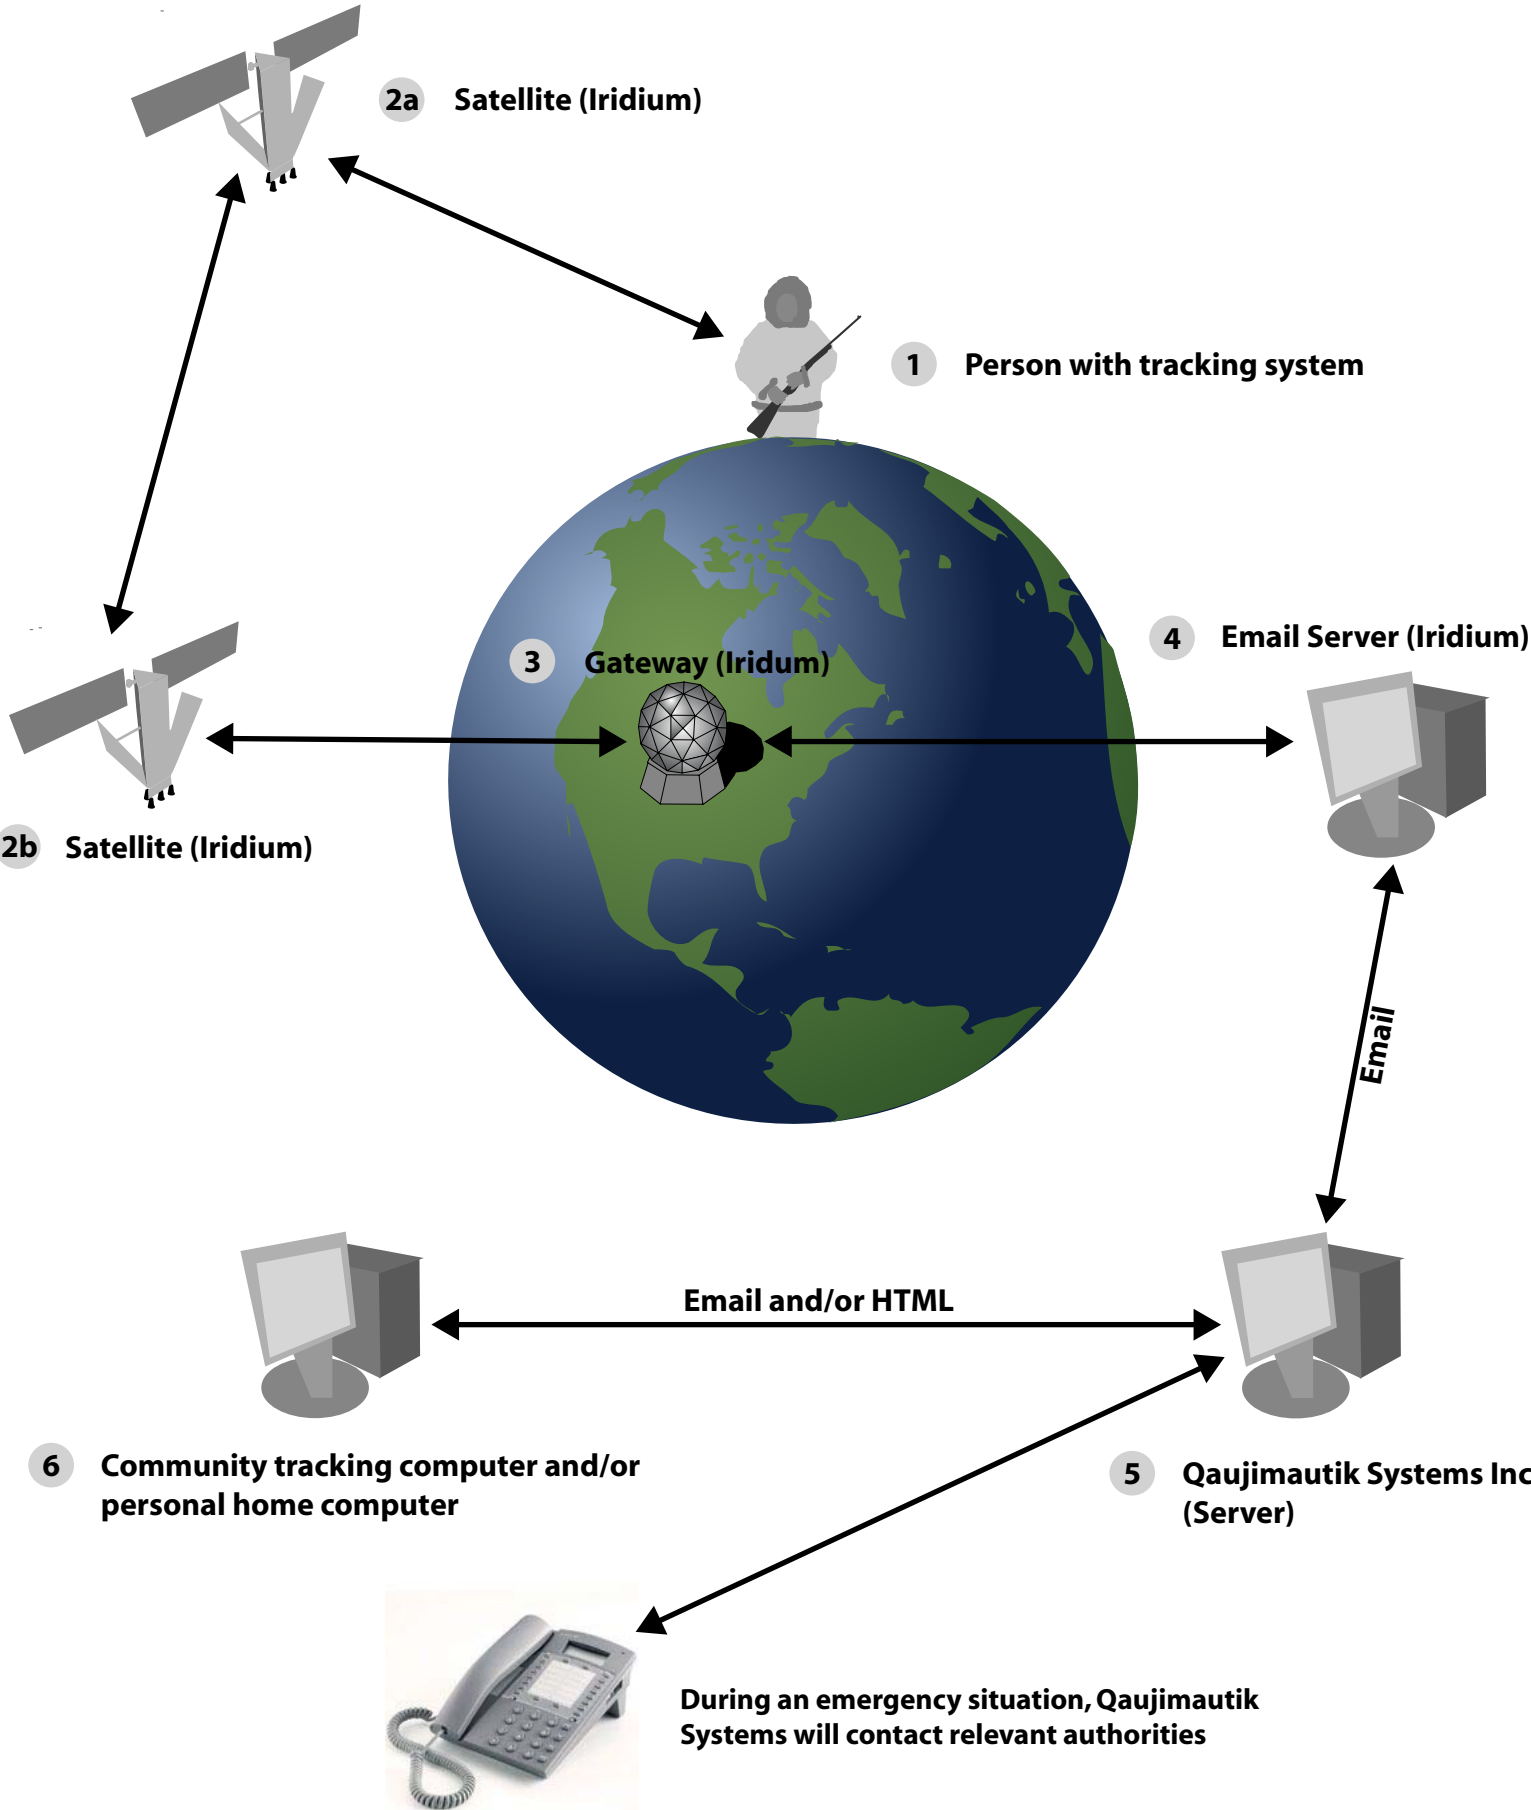 2a Satellite (Iridium)
1 Person with tracking system
4 Email Server (Iridium)
3 Gateway (Iridum)
2b Satellite (Iridium)
Email
Email and/or HTML
6 Community tracking computer and/or
personal home computer
5 Qaujimautik Systems Inc
(Server)
During an emergency situation, Qaujimautik
Systems will contact relevant authorities